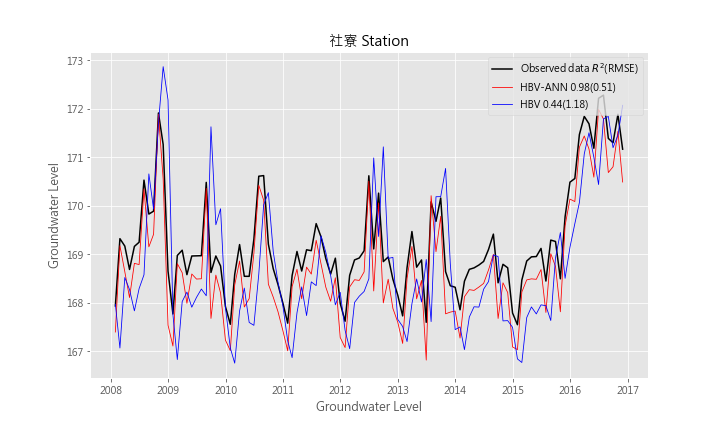 社寮 Station
Groundwater Level
173
172
171
170
169
168
167
Observed data R²(RMSE)
HBV-ANN 0.98(0.51)
HBV 0.44(1.18)
2008 2009 2010 2011 2012 2013 2014 2015 2016 2017
Groundwater Level